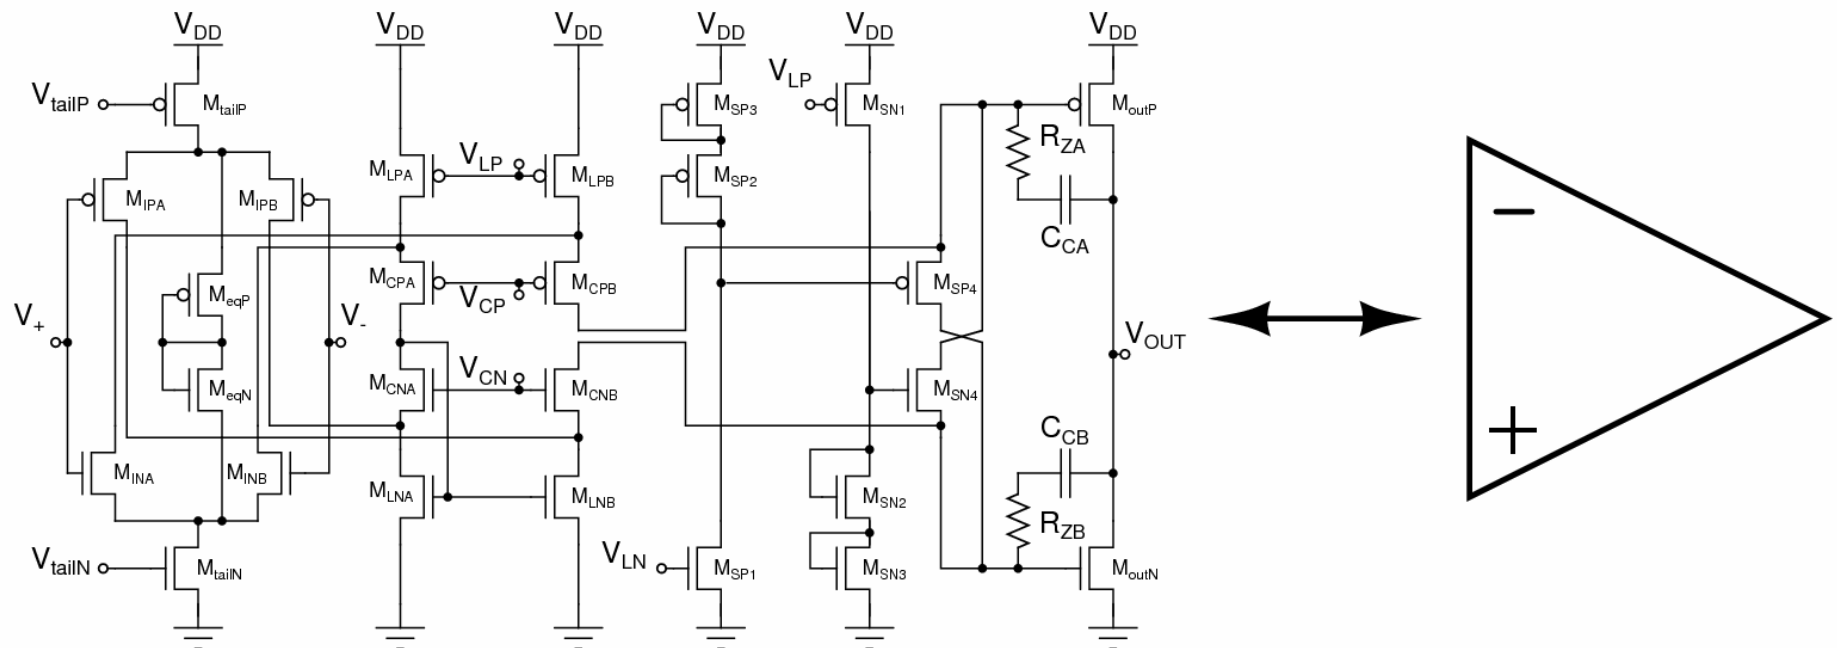 VDD VDD VDD VDD VDD VDD
VLP
VtailP MtailP MSP3 MSN1 MoutP
RZA
VLP
MLPA MLPB MSP2
MIPA MIPB
−
CCA
MCPA MCPB MSP4
VCP
MeqP
V+ V-
VOUT
VCN
MCNA MCNB MeqN MSN4
CCB
+
MINA MINB
MLNA MLNB MSN2
RZB
VLN
VtailN MtailN MSP1 MSN3 MoutN